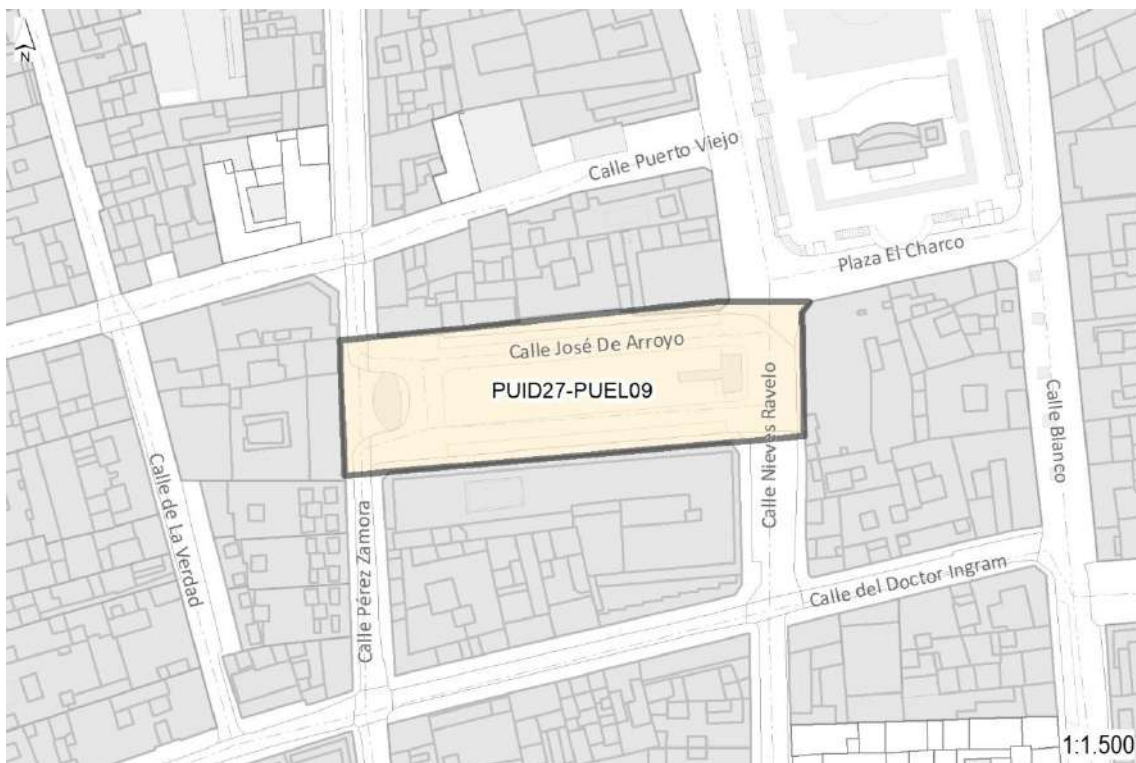 N
Calle Puerto Viejo
Plaza El Charco
Calle José De Arroyo
PUID27-PUEL09
Calle Nieves Ravelo
Calle Blanco
Calle de La Verdad
Calle Pérez Zamora
Calle del Doctor Ingram
1:1.500